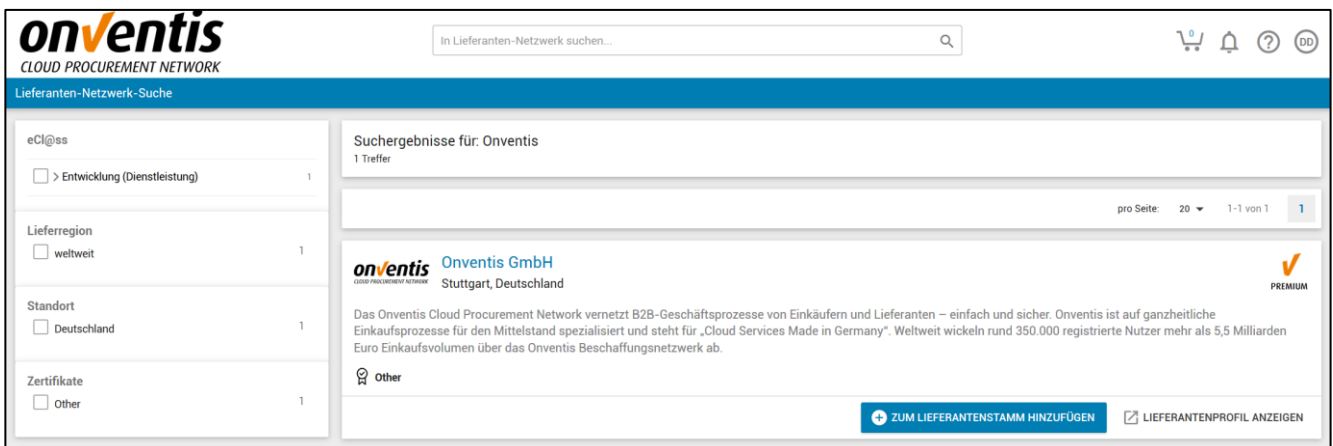 onventis
CLOUD PROCUREMENT NETWORK
In Lieferanten-Netzwerk suchen...
0
DD
Lieferanten-Netzwerk-Suche
eCl@ss
Entwicklung (Dienstleistung) 1
Lieferregion
weltweit 1
Standort
Deutschland 1
Zertifikate
Other 1
Suchergebnisse für: Onventis
1 Treffer
pro Seite: 20 1-1 von 1 1
onventis
CLOUD PROCUREMENT NETWORK
Onventis GmbH
Stuttgart, Deutschland
PREMIUM
Das Onventis Cloud Procurement Network vernetzt B2B-Geschäftsprozesse von Einkäufern und Lieferanten – einfach und sicher. Onventis ist auf ganzheitliche
Einkaufsprozesse für den Mittelstand spezialisiert und steht für „Cloud Services Made in Germany“. Weltweit wickeln rund 350.000 registrierte Nutzer mehr als 5,5 Milliarden
Euro Einkaufsvolumen über das Onventis Beschaffungsnetzwerk ab.
Other
ZUM LIEFERANTENSTAMM HINZUFÜGEN
LIEFERANTENPROFIL ANZEIGEN